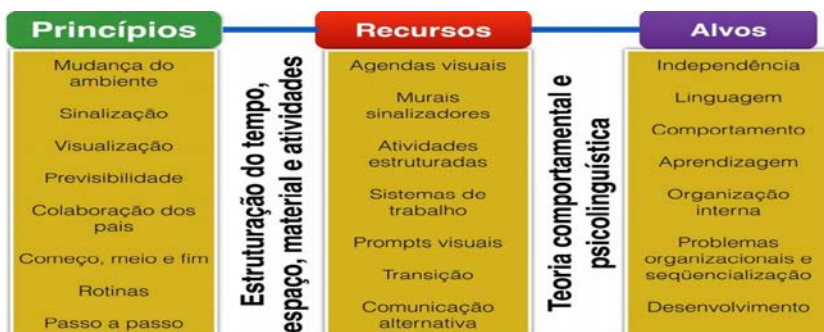 Princípios
Mudança do
ambiente
Sinalização
Visualização
Previsibilidade
Colaboração dos
pais
Começo, meio e fim
Rotinas
Passo a passo
Estruturação do tempo,
espaço, material e atividades
Recursos
Agendas visuais
Murais
sinalizadores
Atividades
estruturadas
Sistemas de
trabalho
Prompts visuais
Transição
Comunicação
alternativa
Teoria comportamental e
psicolinguística
Alvos
Independência
Linguagem
Comportamento
Aprendizagem
Organização
interna
Problemas
organizacionais e
seqüencialização
Desenvolvimento